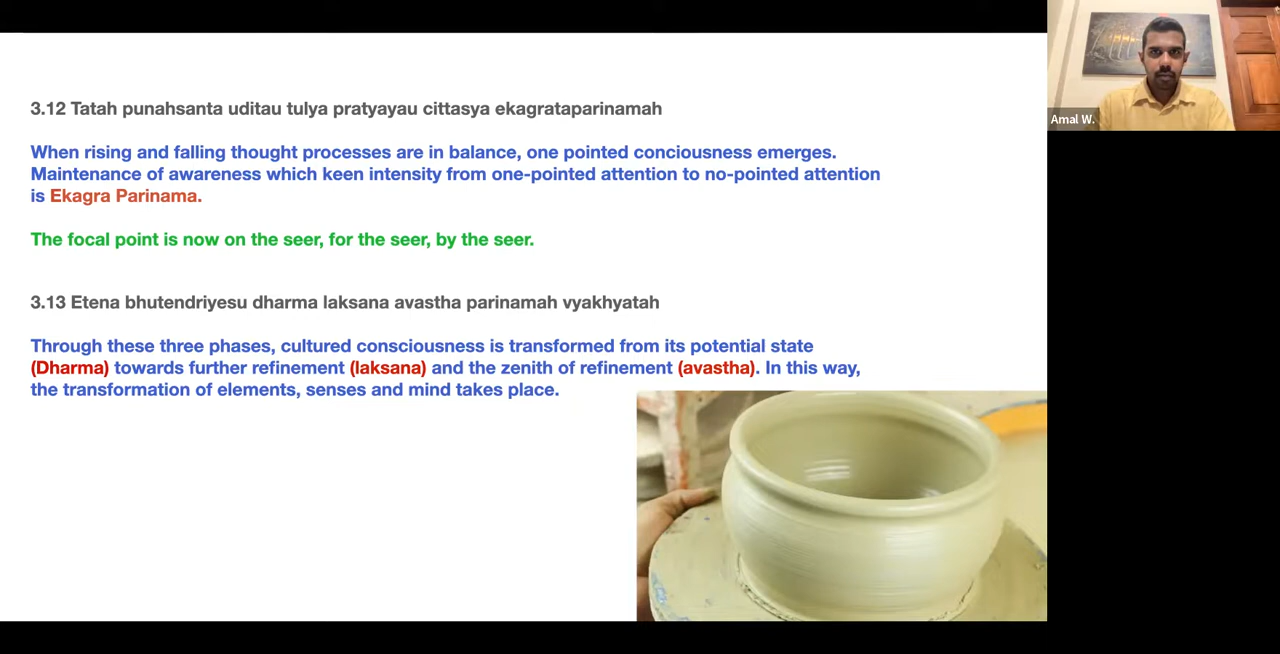 3.12 Tatah punahsanta uditau tulya pratyayau cittasya ekagrataparinamah
When rising and falling thought processes are in balance, one pointed conciousness emerges.
Maintenance of awareness which keen intensity from one-pointed attention to no-pointed attention
is Ekagra Parinama.
The focal point is now on the seer, for the seer, by the seer.
3.13 Etena bhutendriyesu dharma laksana avastha parinamah vyakhyatah
Through these three phases, cultured consciousness is transformed from its potential state
(Dharma) towards further refinement (laksana) and the zenith of refinement (avastha). In this way,
the transformation of elements, senses and mind takes place.
Amal W.